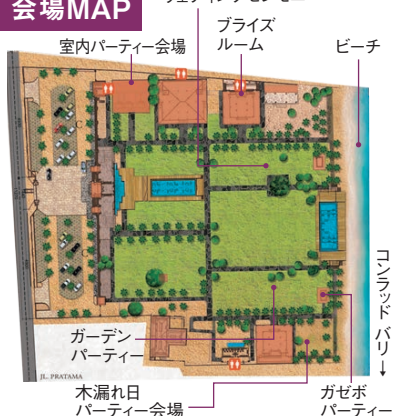 会場MAP
ブライズ
ルーム
室内パーティー会場
ビーチ
コンラッド バリ↓
ガーデン
パーティー
JL. PRATAMA
木漏れ日
パーティー会場
ガゼボ
パーティー